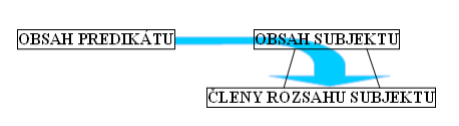 OBSAH PREDIKÁTU
OBSAH SUBJEKTU
ČLENY ROZSAHU SUBJEKTU